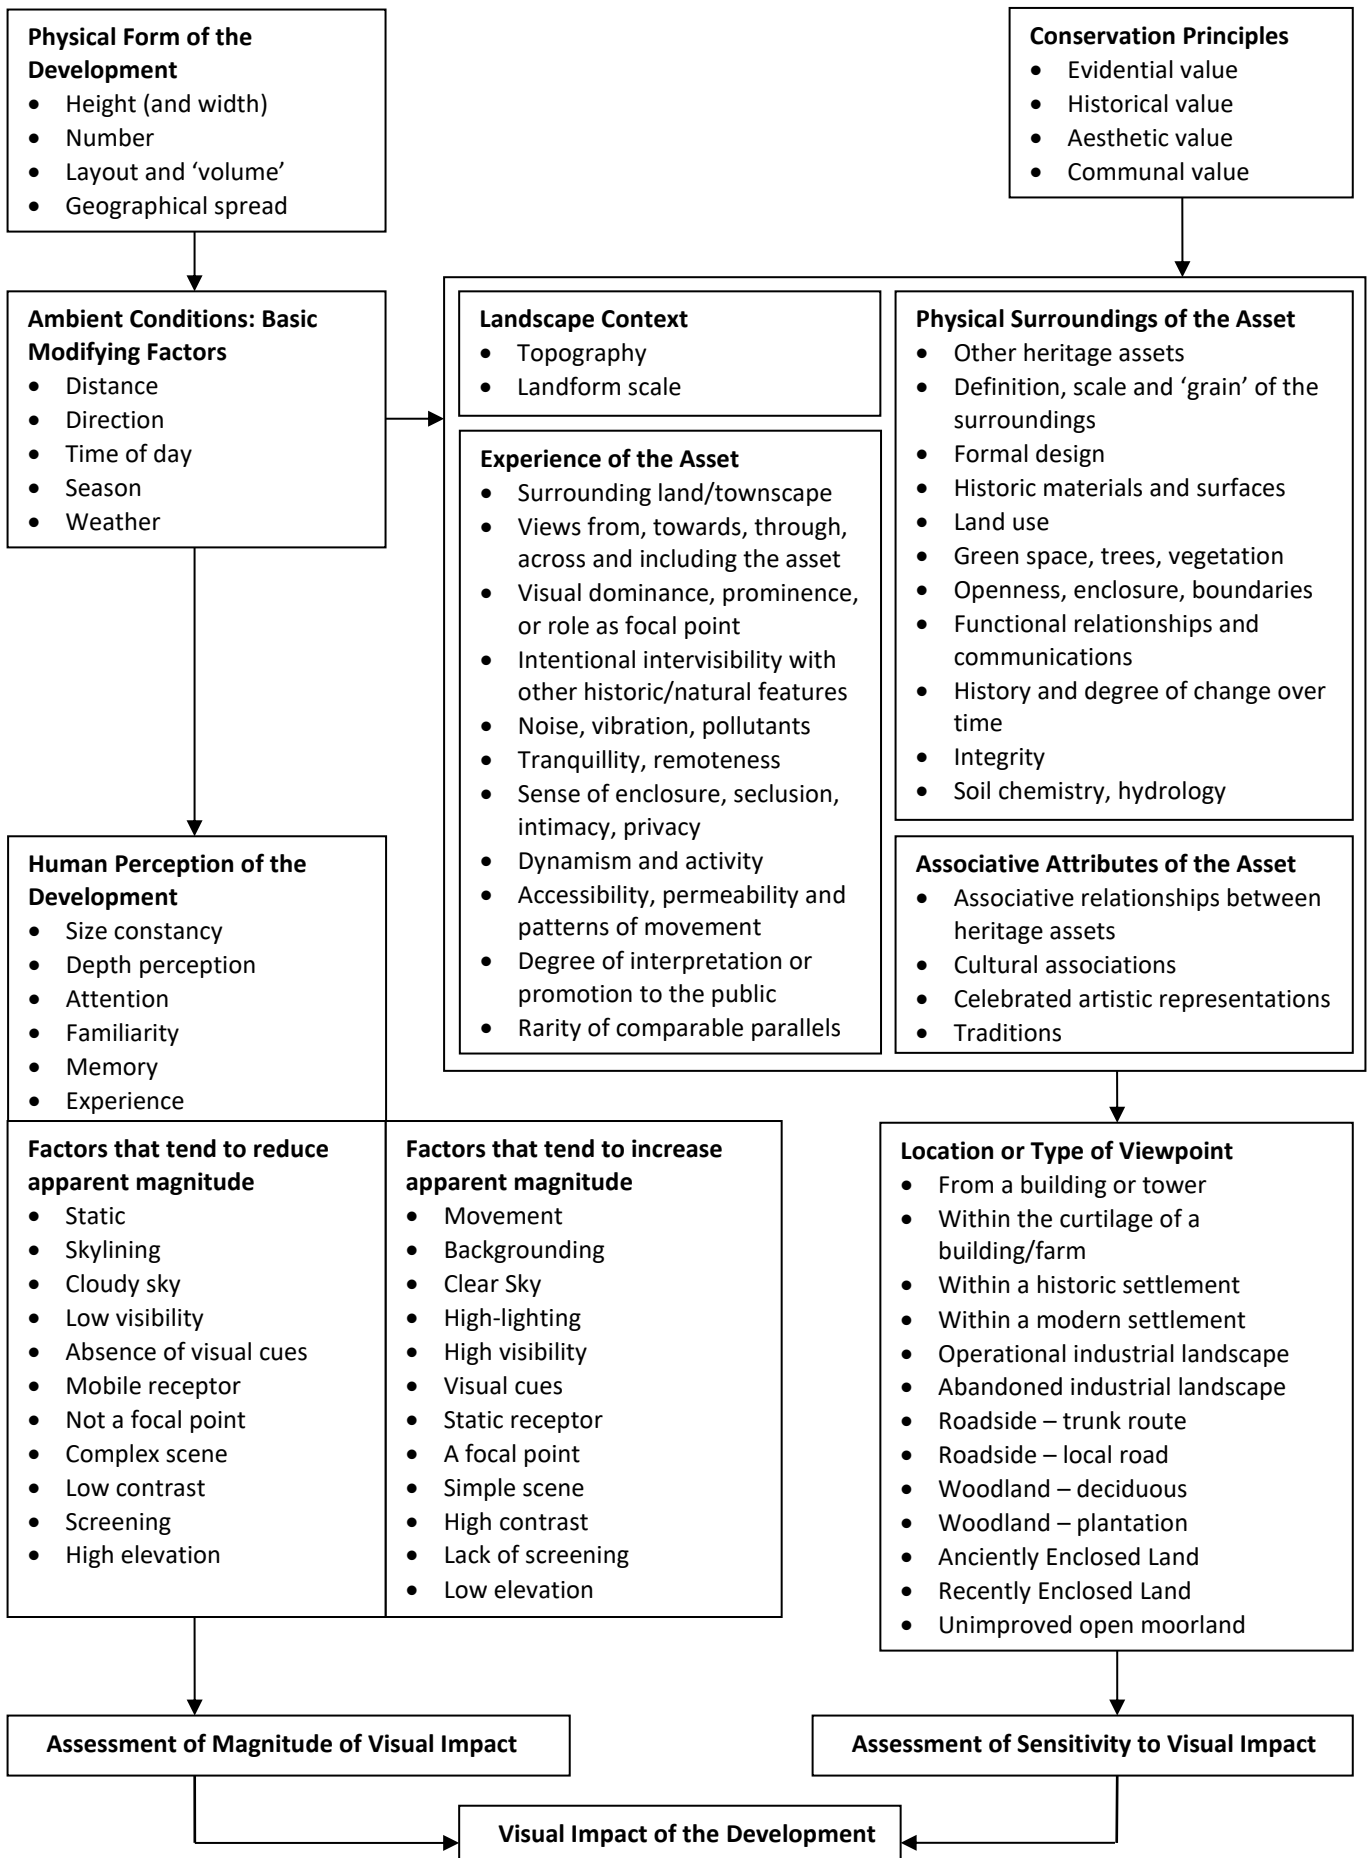 Physical Form of the
Development
• Height (and width)
• Number
• Layout and ‘volume’
• Geographical spread
Conservation Principles
• Evidential value
• Historical value
• Aesthetic value
• Communal value
Ambient Conditions: Basic
Modifying Factors
• Distance
• Direction
• Time of day
• Season
• Weather
Landscape Context
• Topography
• Landform scale
Experience of the Asset
• Surrounding land/townscape
• Views from, towards, through,
across and including the asset
• Visual dominance, prominence,
or role as focal point
• Intentional intervisibility with
other historic/natural features
• Noise, vibration, pollutants
• Tranquillity, remoteness
• Sense of enclosure, seclusion,
intimacy, privacy
• Dynamism and activity
• Accessibility, permeability and
patterns of movement
• Degree of interpretation or
promotion to the public
• Rarity of comparable parallels
Physical Surroundings of the Asset
• Other heritage assets
• Definition, scale and ‘grain’ of the
surroundings
• Formal design
• Historic materials and surfaces
• Land use
• Green space, trees, vegetation
• Openness, enclosure, boundaries
• Functional relationships and
communications
• History and degree of change over
time
• Integrity
• Soil chemistry, hydrology
Associative Attributes of the Asset
• Associative relationships between
heritage assets
• Cultural associations
• Celebrated artistic representations
• Traditions
Human Perception of the
Development
• Size constancy
• Depth perception
• Attention
• Familiarity
• Memory
• Experience
Factors that tend to reduce
apparent magnitude
• Static
• Skylining
• Cloudy sky
• Low visibility
• Absence of visual cues
• Mobile receptor
• Not a focal point
• Complex scene
• Low contrast
• Screening
• High elevation
Factors that tend to increase
apparent magnitude
• Movement
• Backgrounding
• Clear Sky
• High-lighting
• High visibility
• Visual cues
• Static receptor
• A focal point
• Simple scene
• High contrast
• Lack of screening
• Low elevation
Location or Type of Viewpoint
• From a building or tower
• Within the curtilage of a
building/farm
• Within a historic settlement
• Within a modern settlement
• Operational industrial landscape
• Abandoned industrial landscape
• Roadside – trunk route
• Roadside – local road
• Woodland – deciduous
• Woodland – plantation
• Anciently Enclosed Land
• Recently Enclosed Land
• Unimproved open moorland
Assessment of Magnitude of Visual Impact
Assessment of Sensitivity to Visual Impact
Visual Impact of the Development